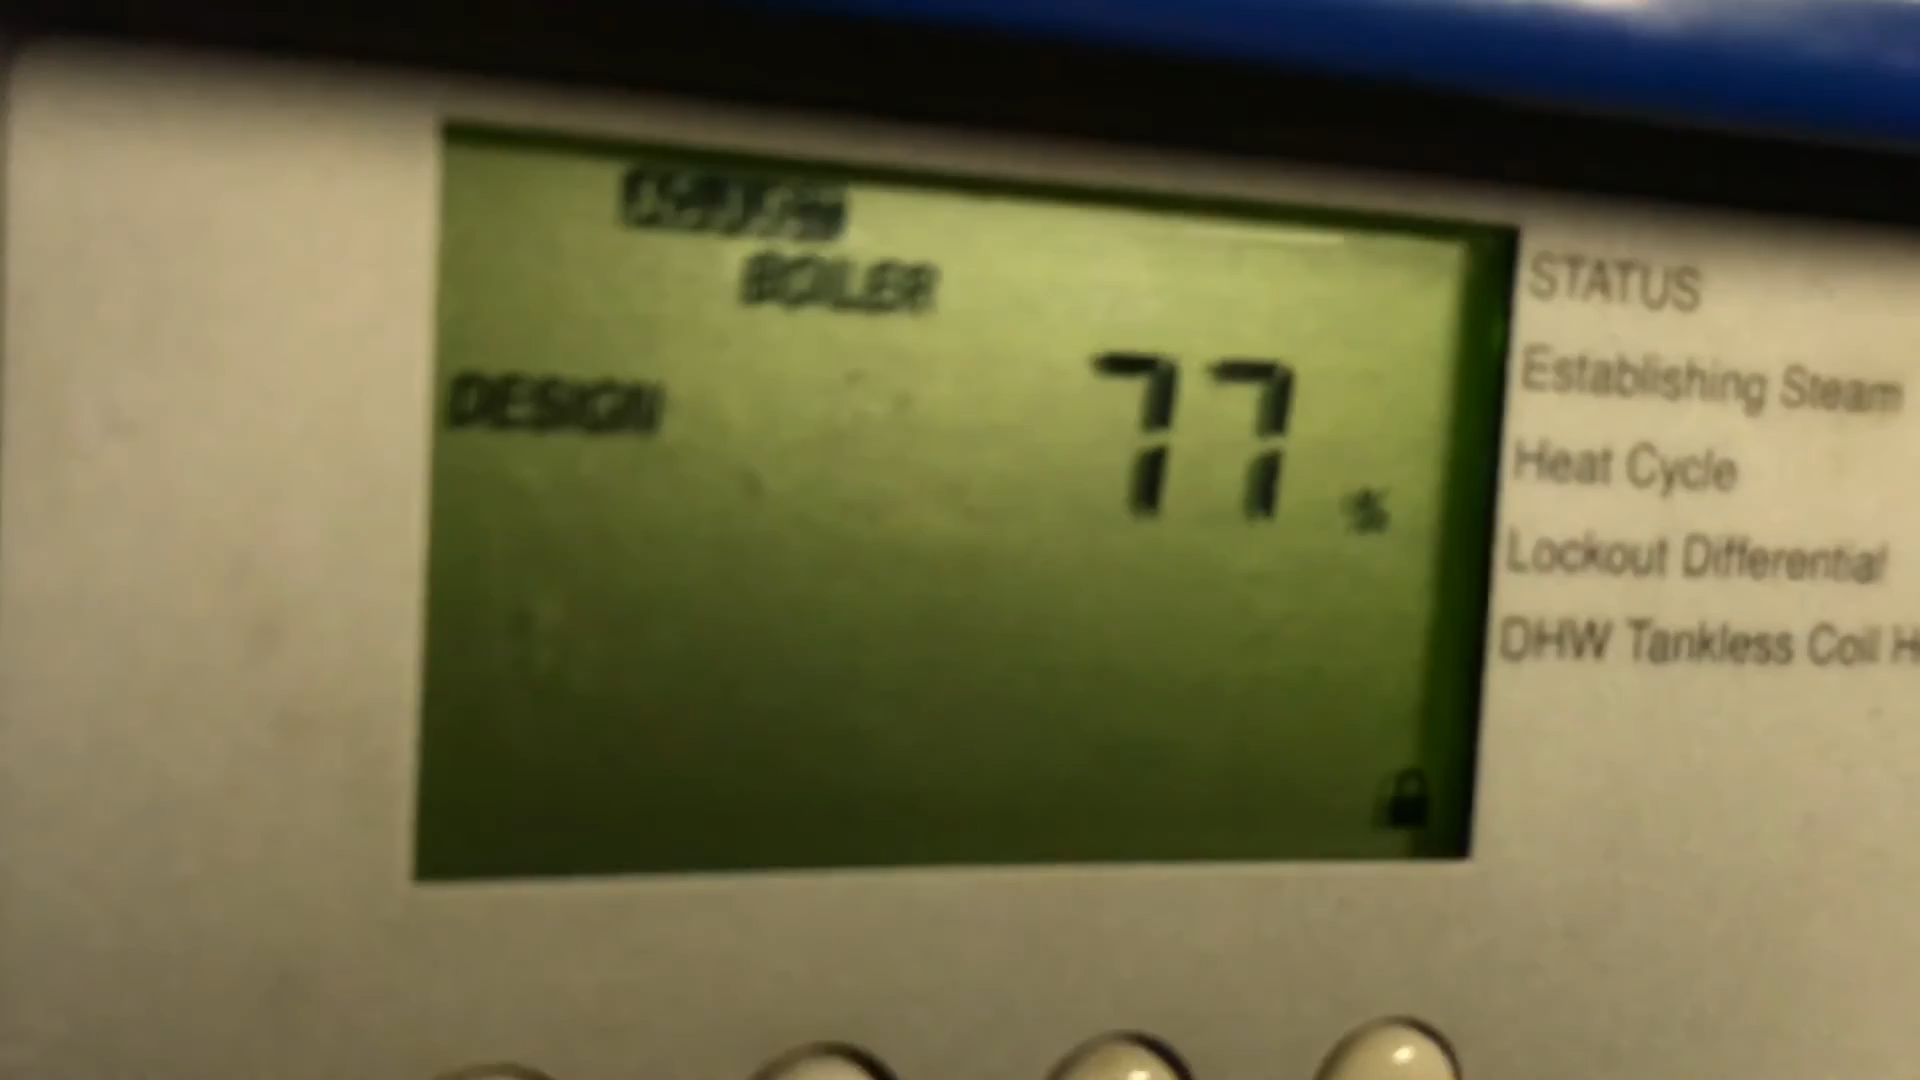 BOILER
DESIGN 77 %
STATUS
Establishing Steam
Heat Cycle
Lockout Differential
DHW Tankless Coil H